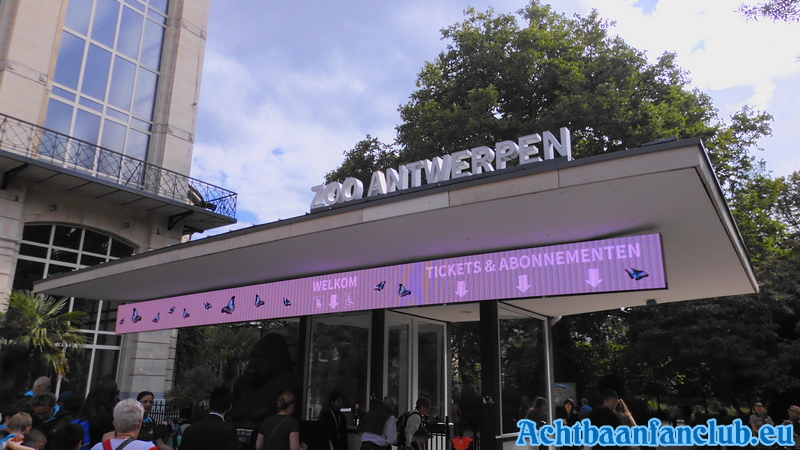 ZOO ANTWERPEN
WELKOM
TICKETS & ABONNEMENTEN
Achtbaanfanclub.eu